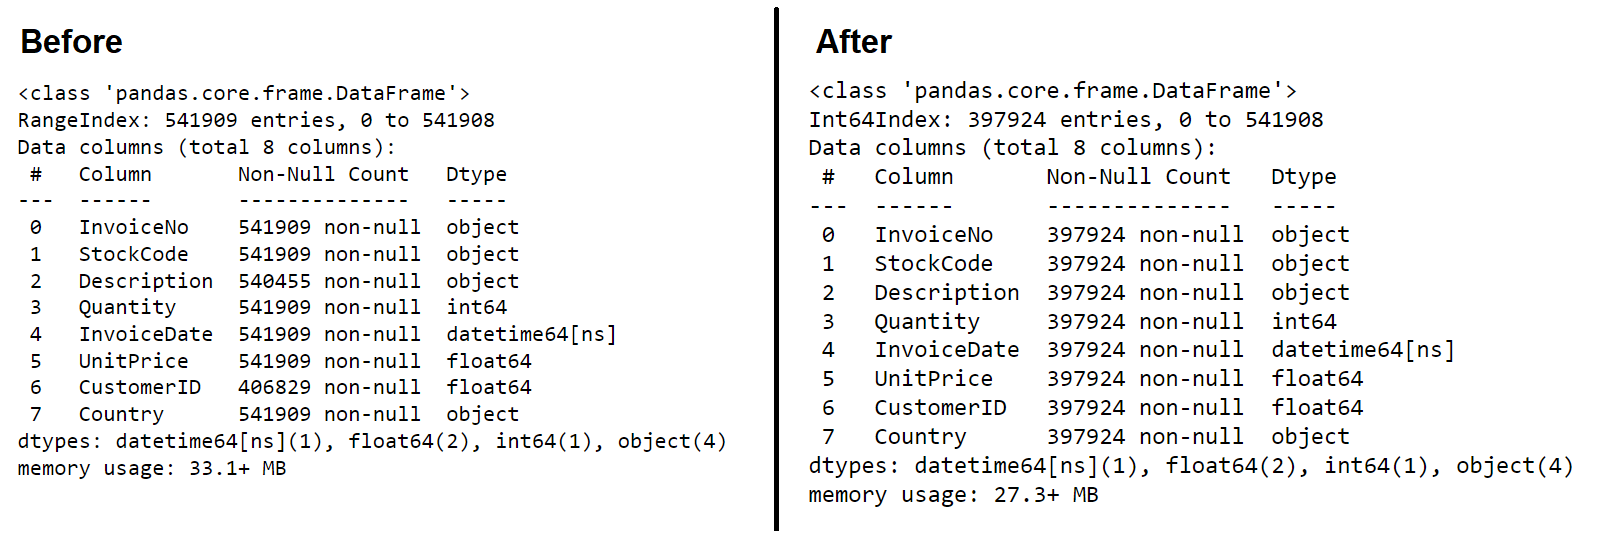 Before
<class 'pandas.core.frame.DataFrame'>
RangeIndex: 541909 entries, 0 to 541908
Data columns (total 8 columns):
 #   Column       Non-Null Count   Dtype
---  ------       --------------   -----
 0   InvoiceNo    541909 non-null  object
 1   StockCode    541909 non-null  object
 2   Description  540455 non-null  object
 3   Quantity     541909 non-null  int64
 4   InvoiceDate  541909 non-null  datetime64[ns]
 5   UnitPrice    541909 non-null  float64
 6   CustomerID   406829 non-null  float64
 7   Country      541909 non-null  object
dtypes: datetime64[ns](1), float64(2), int64(1), object(4)
memory usage: 33.1+ MB
After
<class 'pandas.core.frame.DataFrame'>
Int64Index: 397924 entries, 0 to 541908
Data columns (total 8 columns):
 #   Column       Non-Null Count   Dtype
---  ------       --------------   -----
 0   InvoiceNo    397924 non-null  object
 1   StockCode    397924 non-null  object
 2   Description  397924 non-null  object
 3   Quantity     397924 non-null  int64
 4   InvoiceDate  397924 non-null  datetime64[ns]
 5   UnitPrice    397924 non-null  float64
 6   CustomerID   397924 non-null  float64
 7   Country      397924 non-null  object
dtypes: datetime64[ns](1), float64(2), int64(1), object(4)
memory usage: 27.3+ MB